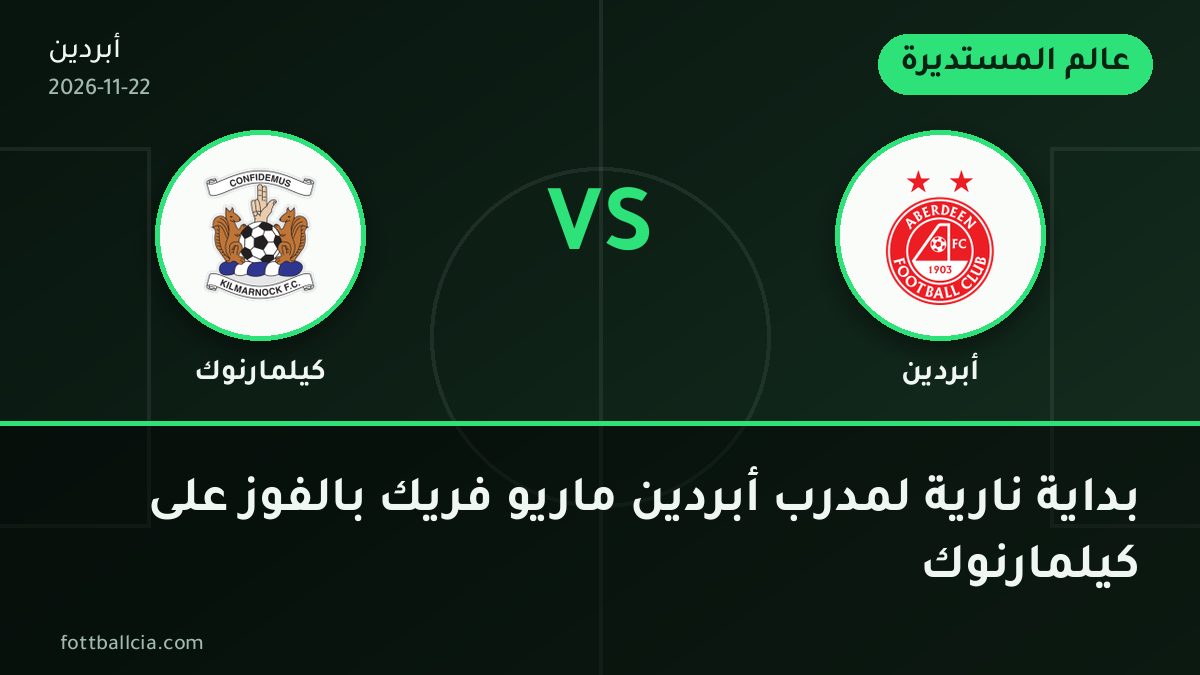 عالم المستديرة
أبردين
2026-11-22
CONFIDEMUS
KILMARNOCK F.C.
VS
ABERDEEN
FC
1903
FOOTBALL CLUB
أبردين
كيلمارنوك
بداية نارية لمدرب أبردين ماريو فريك بالفوز على
كيلمارنوك
fottballcia.com